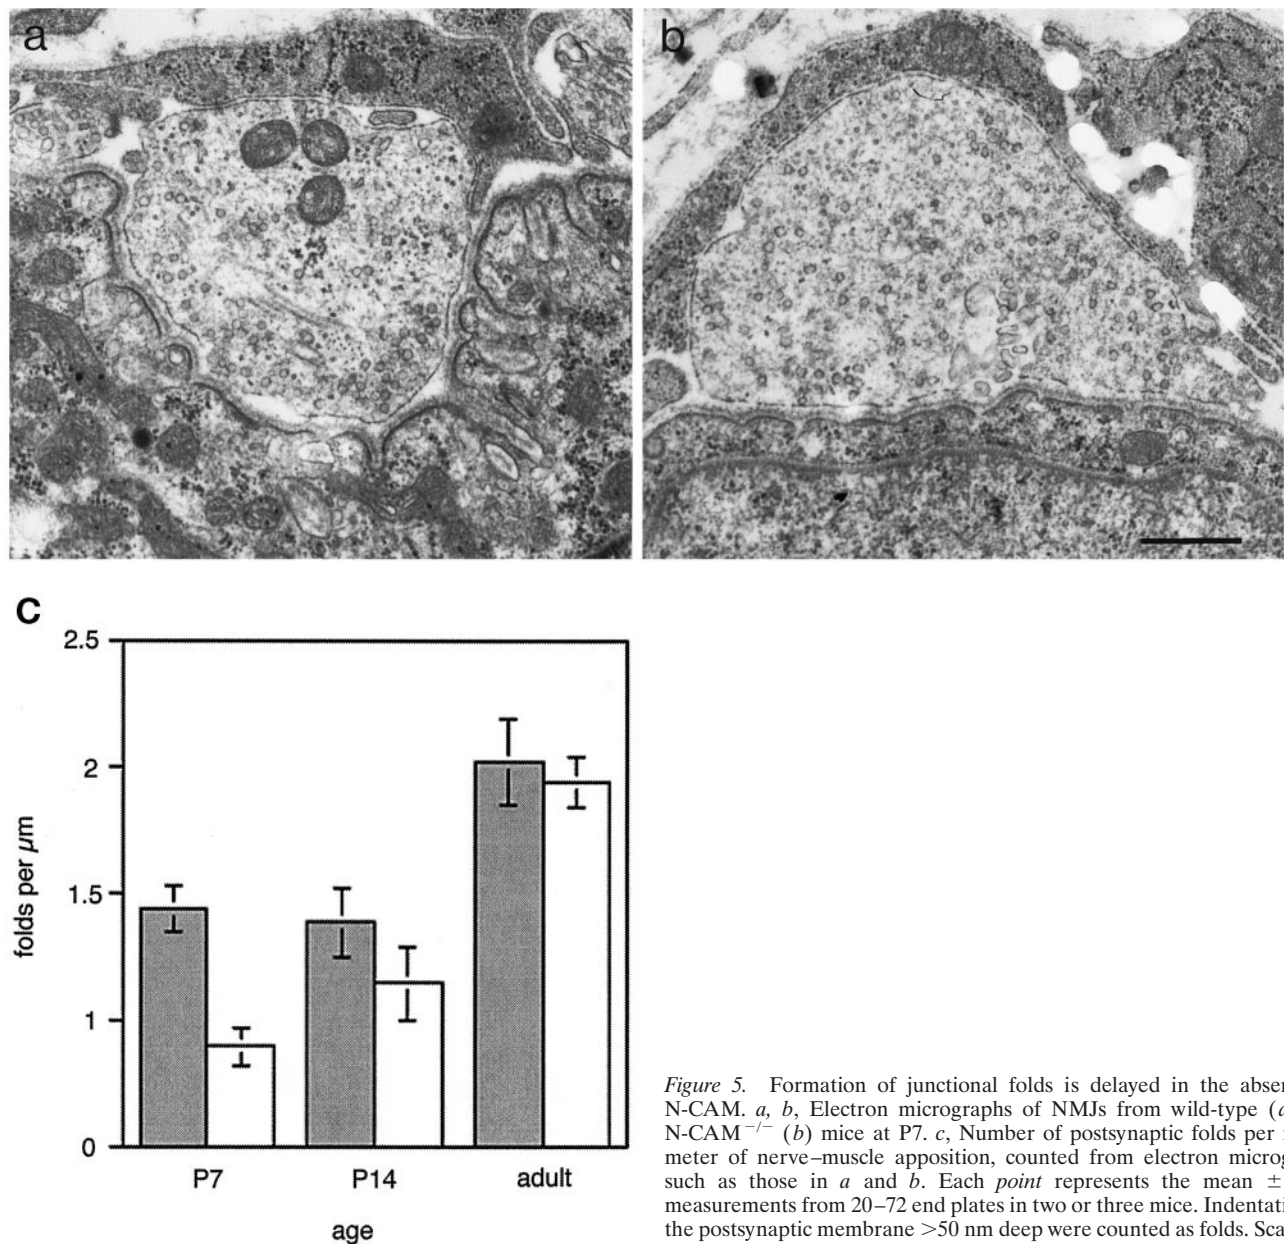 a
b
c
2.5
2
1.5
1
0
folds per µm
P7
P14
adult
age
Figure 5. Formation of junctional folds is delayed in the
N-CAM. a, b, Electron micrographs of NMJs from wild-type
N-CAM−/− (b) mice at P7. c, Number of postsynaptic folds per
meter of nerve–muscle apposition, counted from electron
such as those in a and b. Each point represents the mean ±
measurements from 20–72 end plates in two or three mice.
the postsynaptic membrane >50 nm deep were counted as folds.